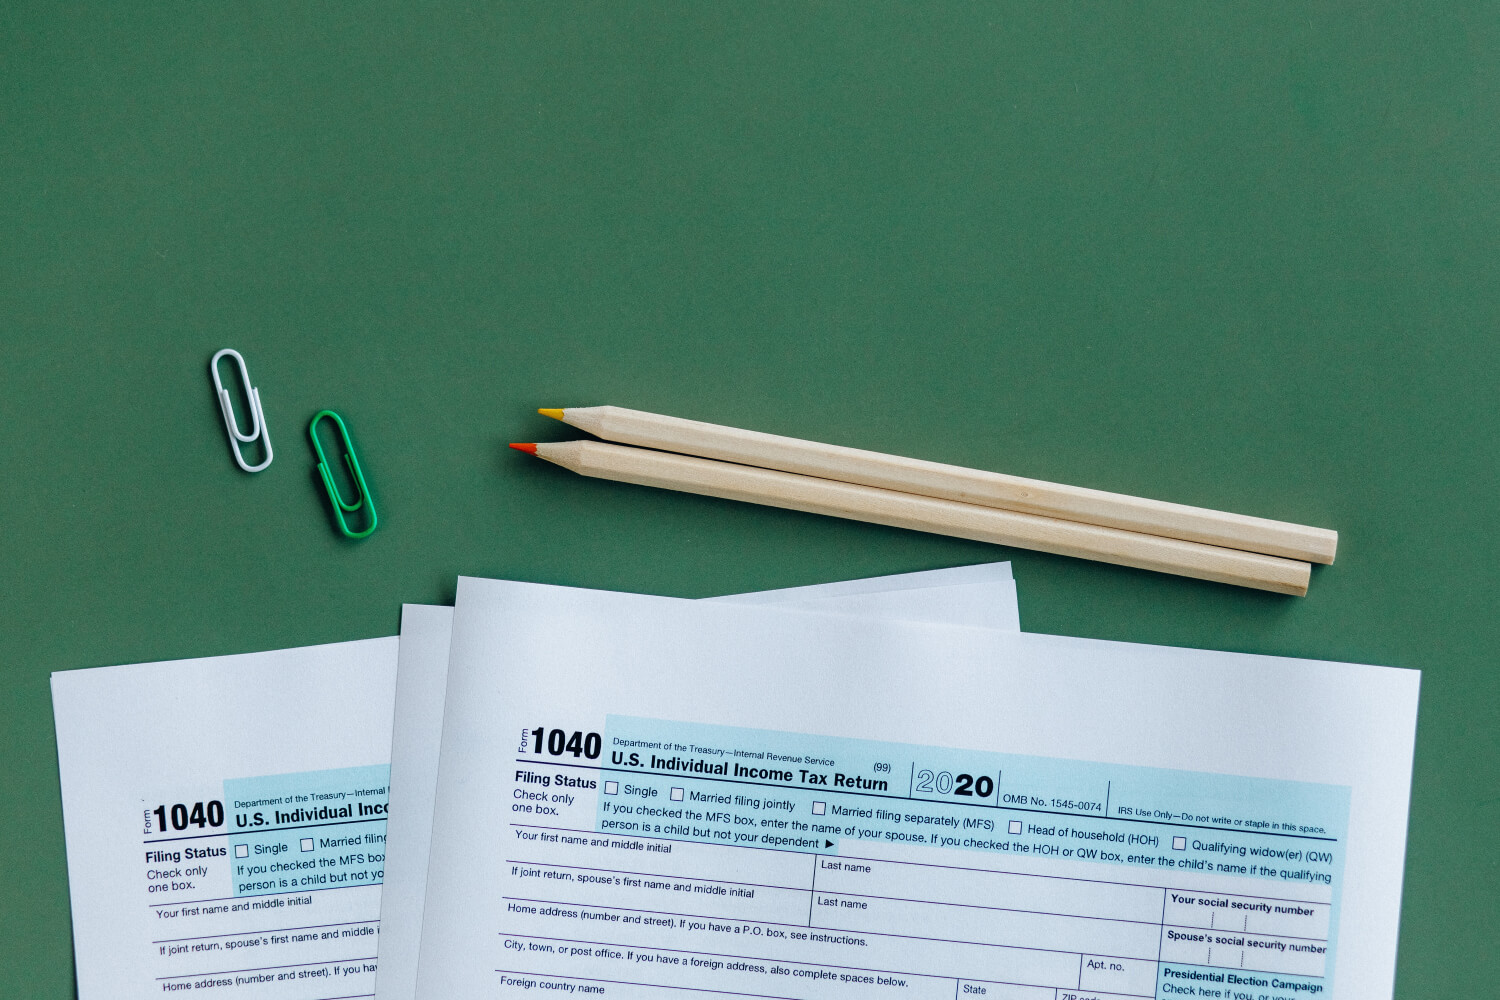 Form 1040
Department of the Treasury—Internal Revenue Service (99)
U.S. Individual Income Tax Return
2020
OMB No. 1545-0074
IRS Use Only—Do not write or staple in this space.
Filing Status
Check only
one box.
Single Married filing jointly Married filing separately (MFS) Head of household (HOH) Qualifying widow(er) (QW)
If you checked the MFS box, enter the name of your spouse. If you checked the HOH or QW box, enter the child's name if the qualifying
person is a child but not your dependent ▶
Your first name and middle initial
Last name
Your social security number
If joint return, spouse's first name and middle initial
Last name
Spouse's social security number
Home address (number and street). If you have a P.O. box, see instructions.
Apt. no.
Presidential Election Campaign
Check here if you, or your
City, town, or post office. If you have a foreign address, also complete spaces below.
State
ZIP code
Foreign country name
Form 1040
Department of the Treasury—Internal
U.S. Individual Inc
Filing Status
Check only
one box.
Single Married filing
If you checked the MFS box
person is a child but not yo
Your first name and middle initial
If joint return, spouse's first name and middle i
Home address (number and street). If you hav